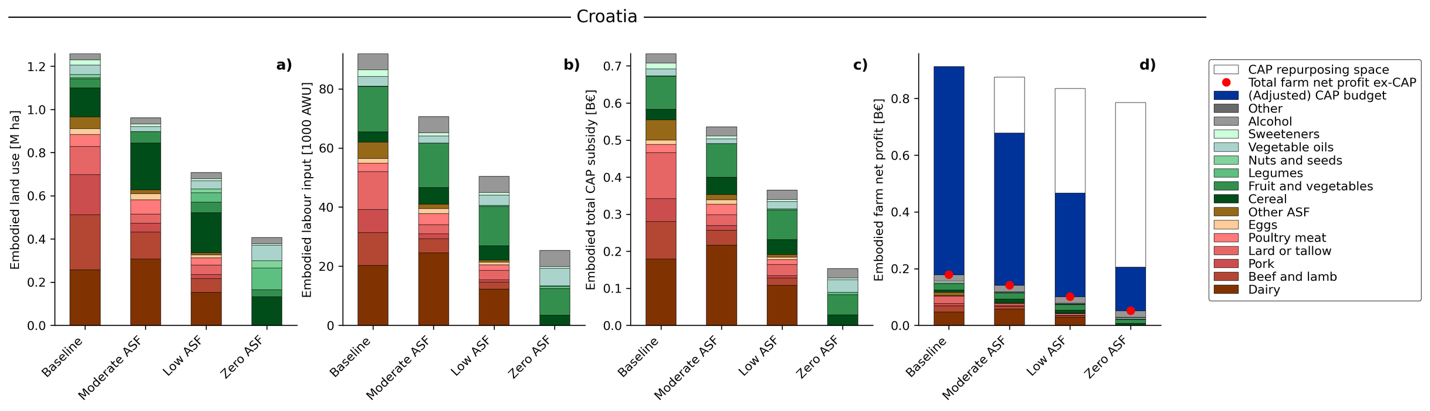 Croatia
a)
Embodied land use [M ha]
1.2
1.0
0.8
0.6
0.4
0.2
0.0
Baseline
Moderate ASF
Low ASF
Zero ASF
b)
Embodied labour input [1000 AWU]
80
60
40
20
0
Baseline
Moderate ASF
Low ASF
Zero ASF
c)
Embodied total CAP subsidy [B€]
0.7
0.6
0.5
0.4
0.3
0.2
0.1
0.0
Baseline
Moderate ASF
Low ASF
Zero ASF
d)
Embodied farm net profit [B€]
0.8
0.6
0.4
0.2
0.0
Baseline
Moderate ASF
Low ASF
Zero ASF
CAP repurposing space
Total farm net profit ex-CAP
(Adjusted) CAP budget
Other
Alcohol
Sweeteners
Vegetable oils
Nuts and seeds
Legumes
Fruit and vegetables
Cereal
Other ASF
Eggs
Poultry meat
Lard or tallow
Pork
Beef and lamb
Dairy